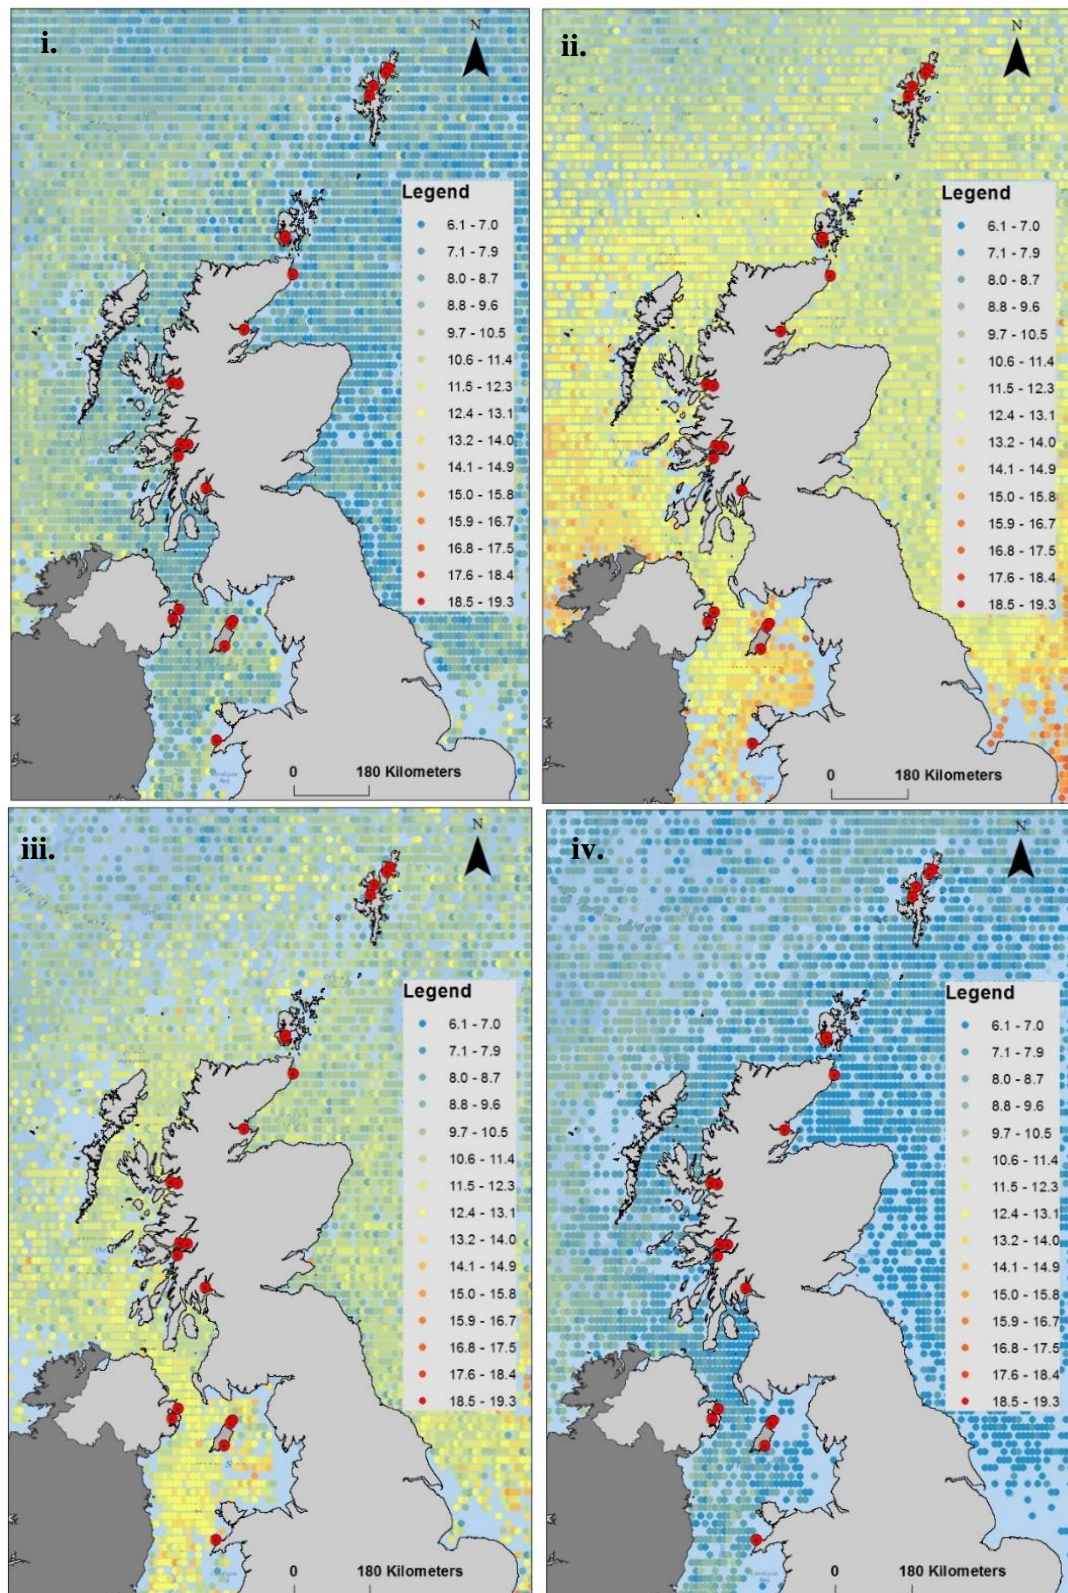 i.
N
Legend
6.1 - 7.0
7.1 - 7.9
8.0 - 8.7
8.8 - 9.6
9.7 - 10.5
10.6 - 11.4
11.5 - 12.3
12.4 - 13.1
13.2 - 14.0
14.1 - 14.9
15.0 - 15.8
15.9 - 16.7
16.8 - 17.5
17.6 - 18.4
18.5 - 19.3
0 180 Kilometers
ii.
N
Legend
6.1 - 7.0
7.1 - 7.9
8.0 - 8.7
8.8 - 9.6
9.7 - 10.5
10.6 - 11.4
11.5 - 12.3
12.4 - 13.1
13.2 - 14.0
14.1 - 14.9
15.0 - 15.8
15.9 - 16.7
16.8 - 17.5
17.6 - 18.4
18.5 - 19.3
0 180 Kilometers
iii.
N
Legend
6.1 - 7.0
7.1 - 7.9
8.0 - 8.7
8.8 - 9.6
9.7 - 10.5
10.6 - 11.4
11.5 - 12.3
12.4 - 13.1
13.2 - 14.0
14.1 - 14.9
15.0 - 15.8
15.9 - 16.7
16.8 - 17.5
17.6 - 18.4
18.5 - 19.3
0 180 Kilometers
iv.
N
Legend
6.1 - 7.0
7.1 - 7.9
8.0 - 8.7
8.8 - 9.6
9.7 - 10.5
10.6 - 11.4
11.5 - 12.3
12.4 - 13.1
13.2 - 14.0
14.1 - 14.9
15.0 - 15.8
15.9 - 16.7
16.8 - 17.5
17.6 - 18.4
18.5 - 19.3
0 180 Kilometers